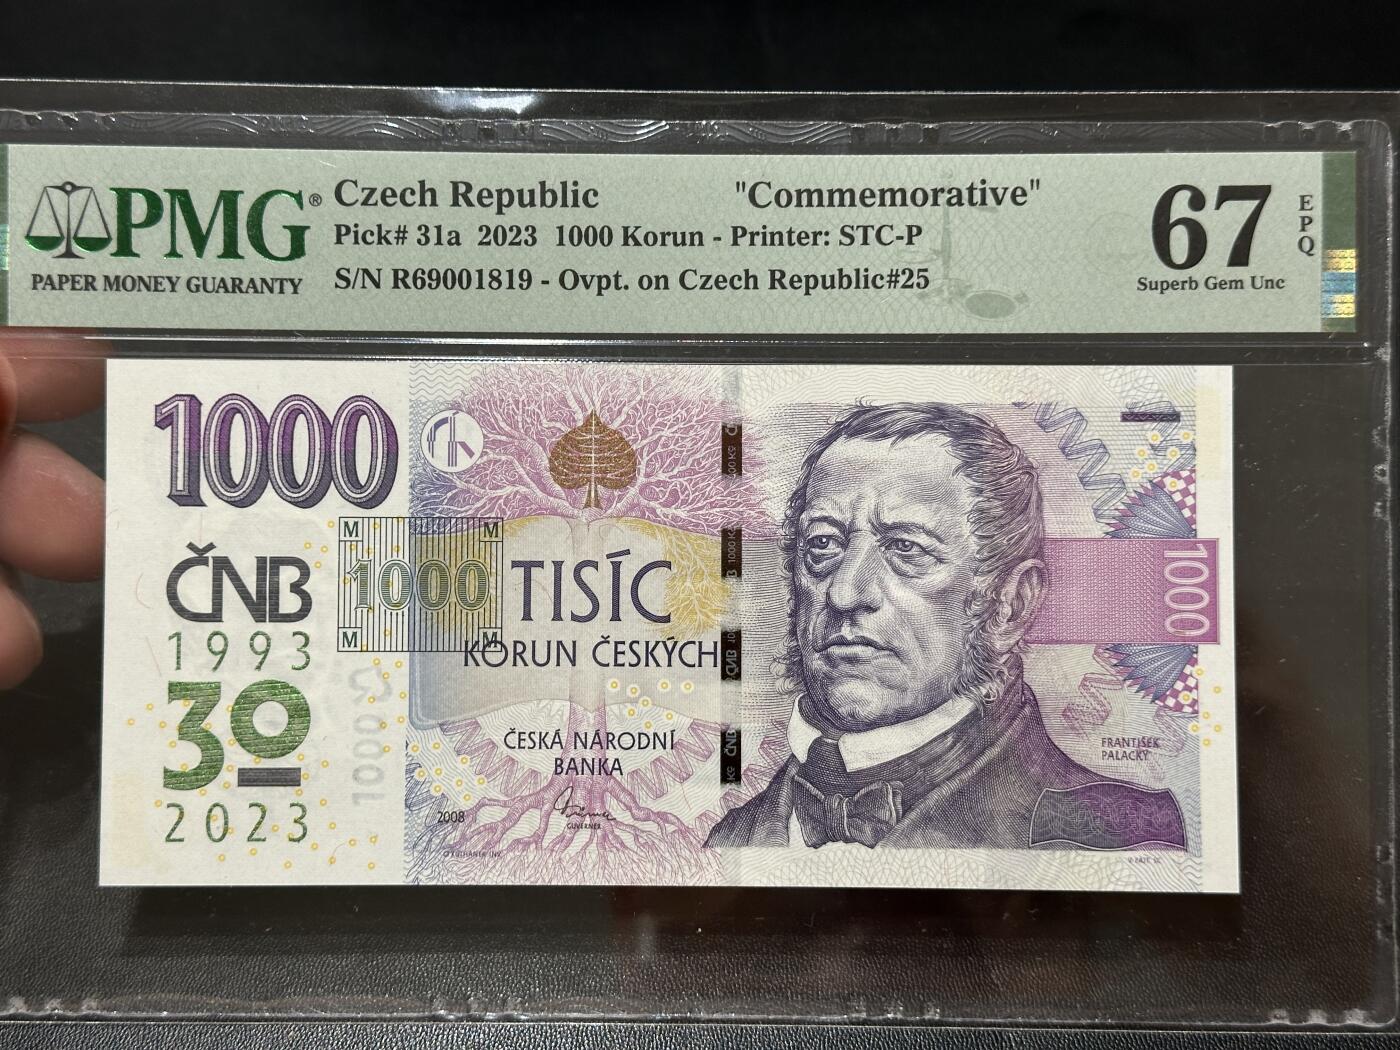 PMG®
PAPER MONEY GUARANTY
Czech Republic "Commemorative"
Pick# 31a 2023 1000 Korun - Printer: STC-P
S/N R69001819 - Ovpt. on Czech Republic#25
67
EPQ
Superb Gem Unc
1000
ČNB
1993
30
2023
M M
1000
M M
1000
TISÍC
KORUN ČESKÝCH
ČESKÁ NÁRODNÍ
BANKA
GUVERNÉR
2008
1000
FRANTIŠEK
PALACKÝ